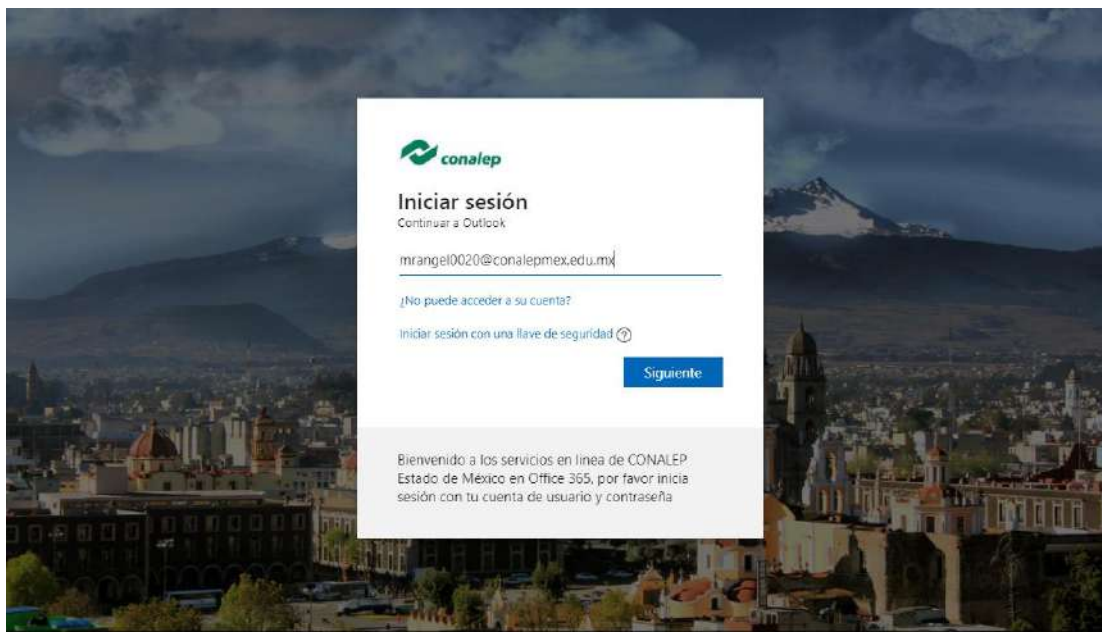 conalep
Iniciar sesión
Continuar a Outlook
mrangel0020@conalepmex.edu.mx
¿No puede acceder a su cuenta?
Iniciar sesión con una llave de seguridad ?
Siguiente
Bienvenido a los servicios en linea de CONALEP
Estado de México en Office 365, por favor inicia
sesión con tu cuenta de usuario y contraseña